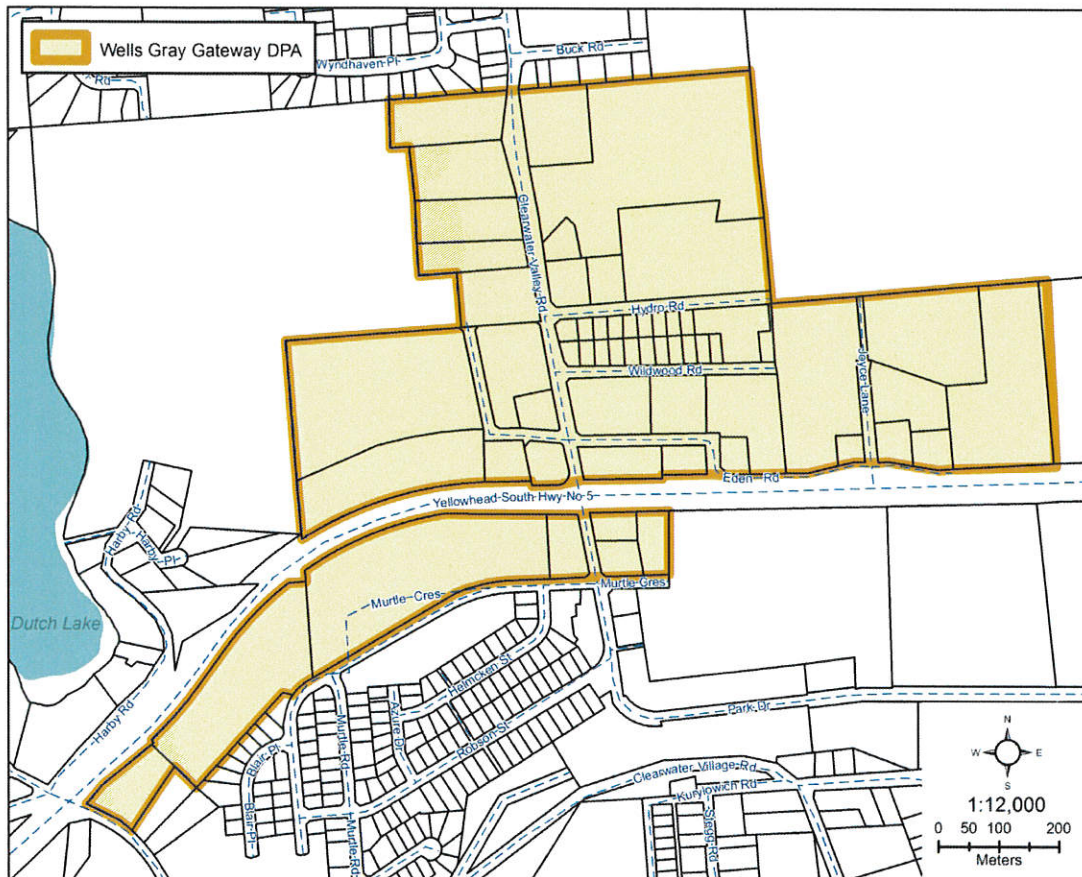 Wells Gray Gateway DPA
Wyndhaven Pl
Buck Rd
x Rd
Clearwater Valley Rd
Hydro Rd
Wildwood Rd
Joyce Lane
Eden Rd
Yellowhead South Hwy No 5
Harby Rd
Harby Pl
Murtle Cres
Murtle Cres
Dutch Lake
Harby Rd
Helmcken St
Azure Dr
Robson St
Murtle Rd
Blair Pl
Blair Pl
Murtle Rd
Park Dr
Clearwater Village Rd
Kurylowich Rd
Stegg Rd
N
W E
S
1:12,000
0 50 100 200
Meters